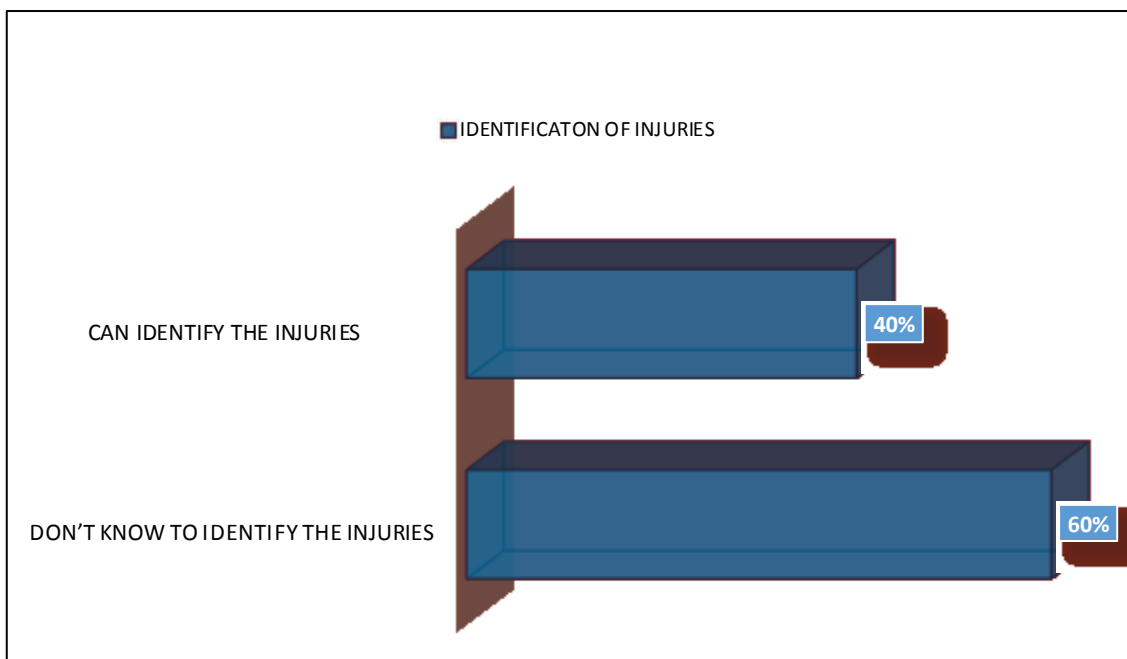 IDENTIFICATON OF INJURIES
CAN IDENTIFY THE INJURIES
40%
DON’T KNOW TO IDENTIFY THE INJURIES
60%